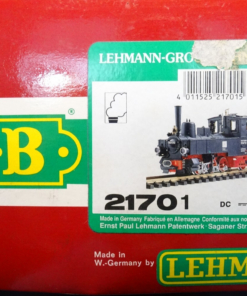 LEHMANN-GRO
4 011525 217015
B
21701
DC
Made in Germany Fabriqué en Allemagne Conformité aux
Ernst Paul Lehmann Patentwerk · Saganer Str
Made in
W.-Germany by
LEHM